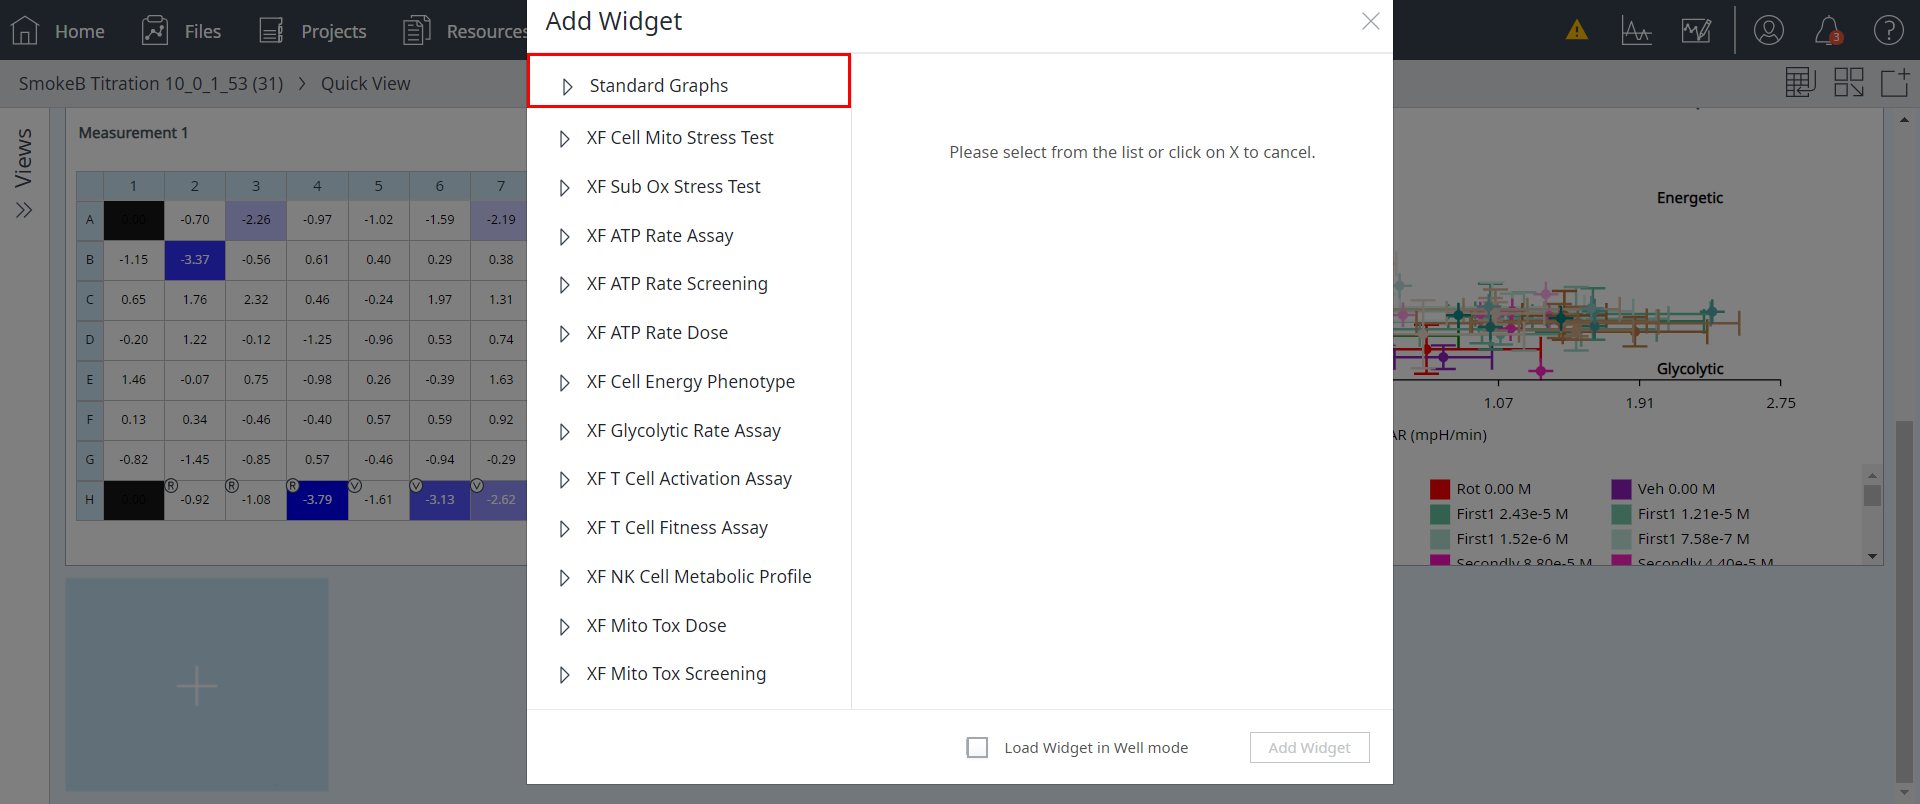 Home
Files
Projects
Resources
Add Widget
3
SmokeB Titration 10_0_1_53 (31)
Quick View
Views
Measurement 1
1 2 3 4 5 6 7
A 0.00 -0.70 -2.26 -0.97 -1.02 -1.59 -2.19
B -1.15 -3.37 -0.56 0.61 0.40 0.29 0.38
C 0.65 1.76 2.32 0.46 -0.24 1.97 1.31
D -0.20 1.22 -0.12 -1.25 -0.96 0.53 0.74
E 1.46 -0.07 0.75 -0.98 0.26 -0.39 1.63
F 0.13 0.34 -0.46 -0.40 0.57 0.59 0.92
G -0.82 -1.45 -0.85 0.57 -0.46 -0.94 -0.29
R R R V V V
H 0.00 -0.92 -1.08 -3.79 -1.61 -3.13 -2.62
Standard Graphs
XF Cell Mito Stress Test
XF Sub Ox Stress Test
XF ATP Rate Assay
XF ATP Rate Screening
XF ATP Rate Dose
XF Cell Energy Phenotype
XF Glycolytic Rate Assay
XF T Cell Activation Assay
XF T Cell Fitness Assay
XF NK Cell Metabolic Profile
XF Mito Tox Dose
XF Mito Tox Screening
Please select from the list or click on X to cancel.
Load Widget in Well mode
Add Widget
Energetic
Glycolytic
1.07 1.91 2.75
AR (mpH/min)
Rot 0.00 M
Veh 0.00 M
First1 2.43e-5 M
First1 1.21e-5 M
First1 1.52e-6 M
First1 7.58e-7 M
Secondly 8.80e-5 M
Secondly 4.40e-5 M